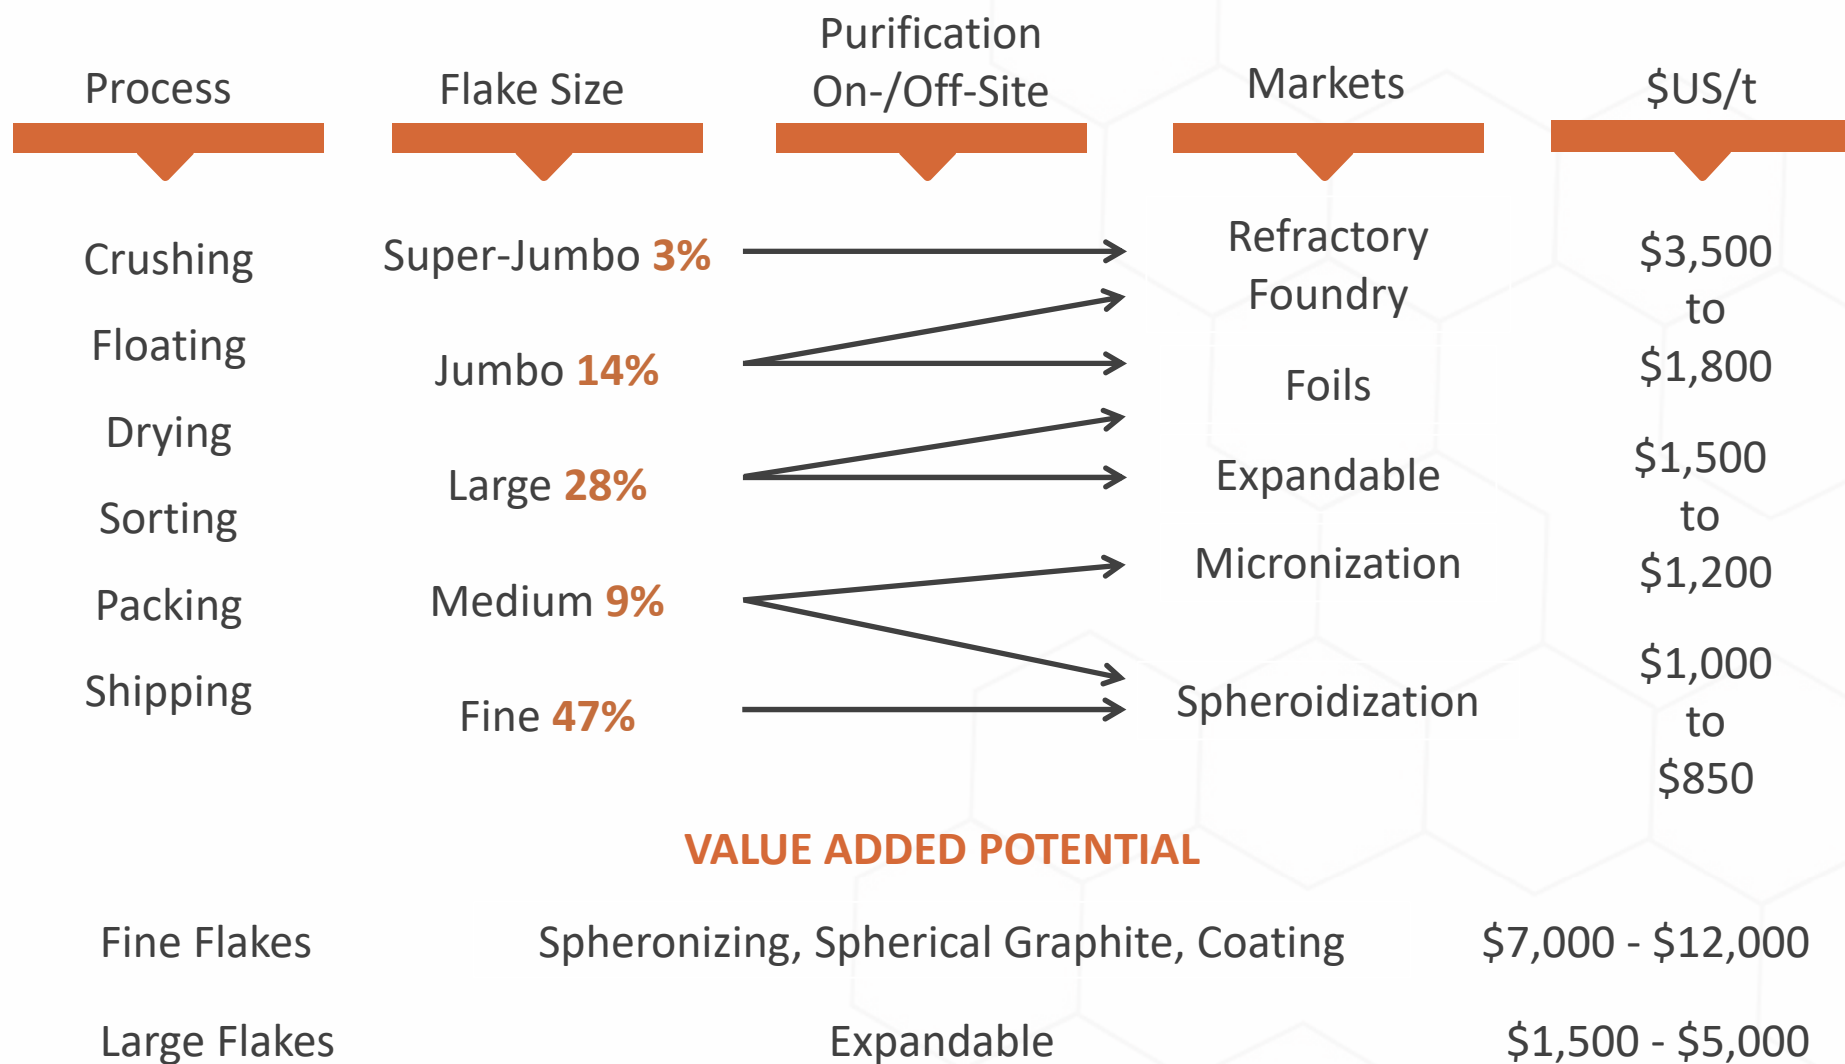 Process
Flake Size
Purification
On-/Off-Site
Markets
$US/t
Crushing
Floating
Drying
Sorting
Packing
Shipping
Super-Jumbo 3%
Jumbo 14%
Large 28%
Medium 9%
Fine 47%
Refractory
Foundry
Foils
Expandable
Micronization
Spheroidization
$3,500
to
$1,800
$1,500
to
$1,200
$1,000
to
$850
VALUE ADDED POTENTIAL
Fine Flakes Spheronizing, Spherical Graphite, Coating $7,000 - $12,000
Large Flakes Expandable $1,500 - $5,000